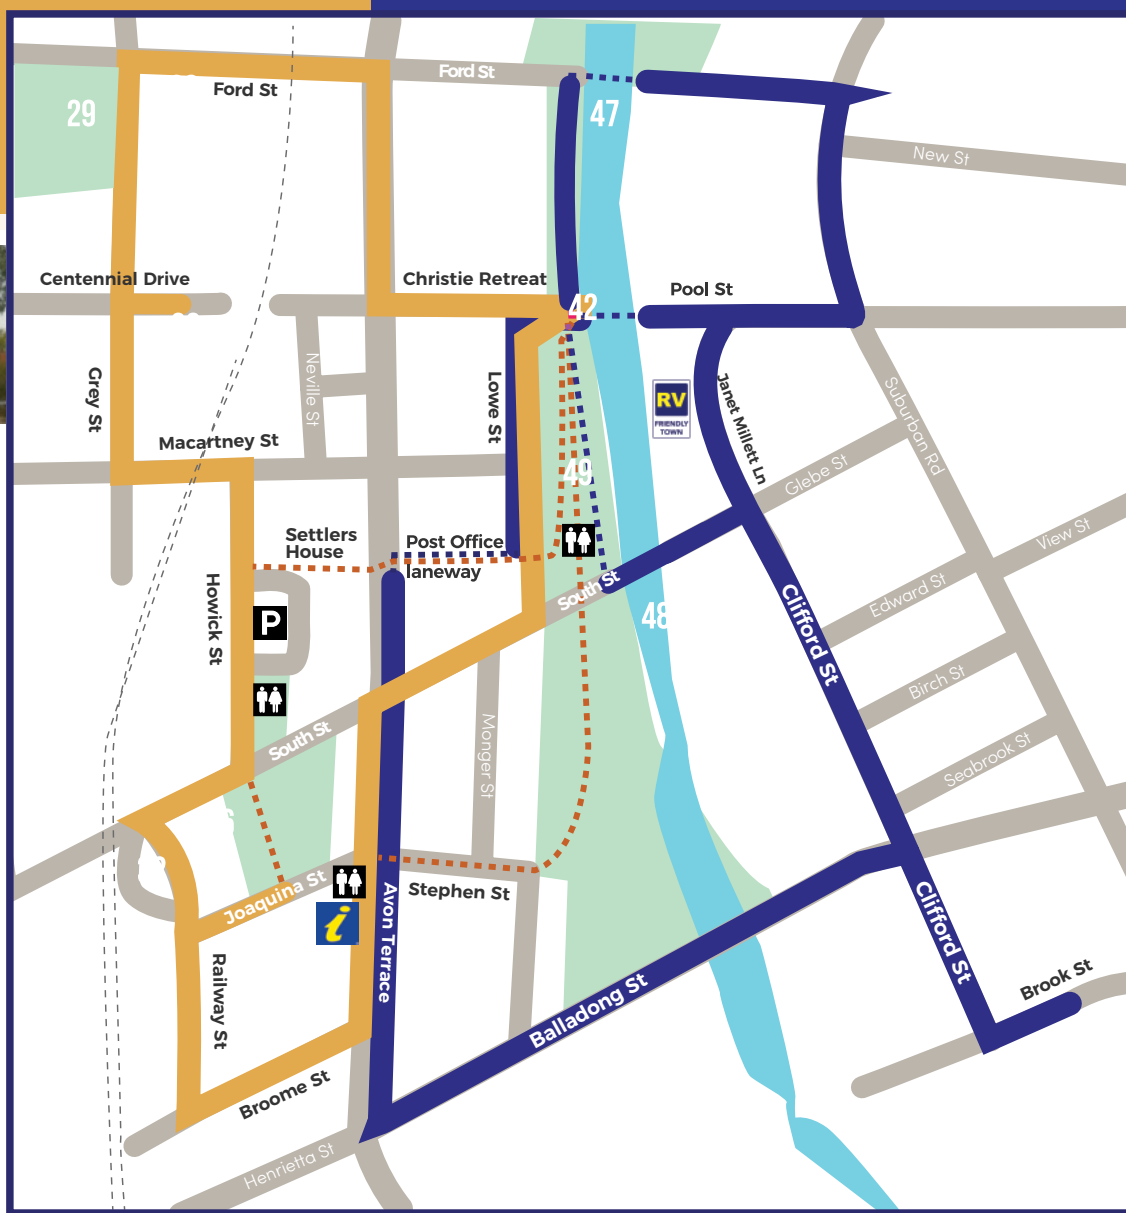 Ford St
Ford St
29
47
New St
Centennial Drive
Christie Retreat
42
Pool St
Grey St
Neville St
Lowe St
RV
FRIENDLY
TOWN
Janet Millett Ln
Suburban Rd
Macartney St
Glebe St
49
Settlers
House
Post Office
laneway
View St
Howick St
P
South St
48
Edward St
Clifford St
Birch St
South St
Monger St
Seabrook St
Joaquina St
i
Stephen St
Avon Terrace
Clifford St
Railway St
Balladong St
Brook St
Broome St
Henrietta St